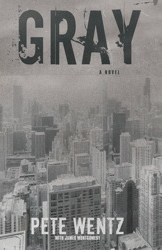 GRAY
A NOVEL
PETE WENTZ
WITH JAMES MONTGOMERY